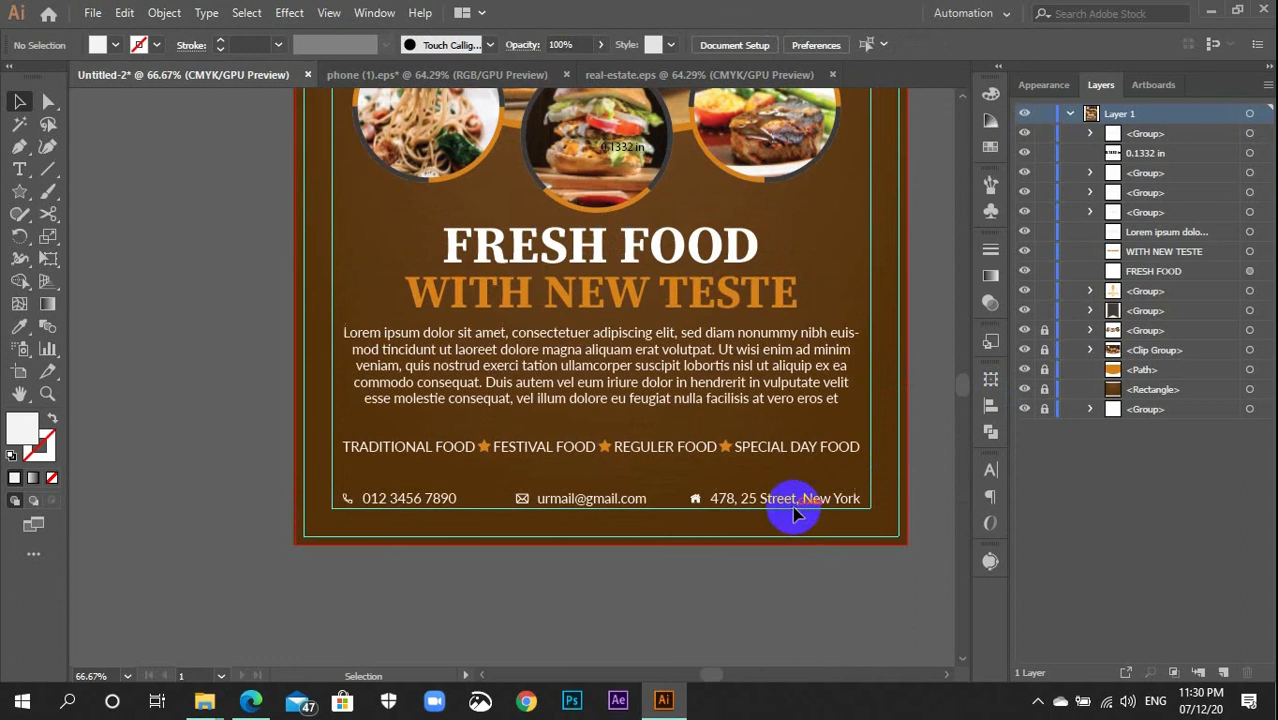 Ai File Edit Object Type Select Effect View Window Help Automation Search Adobe Stock
No Selection Stroke: Touch Callig... Opacity: 100% Style: Document Setup Preferences
Untitled-2* @ 66.67% (CMYK/GPU Preview) × phone (1).eps* @ 64.29% (RGB/GPU Preview) × real-estate.eps @ 64.29% (CMYK/GPU Preview) ×
Appearance Layers Artboards
Layer 1
<Group>
0.1332 in
<Group>
<Group>
<Group>
Lorem ipsum dolo...
WITH NEW TESTE
FRESH FOOD
<Group>
<Group>
<Group>
<Clip Group>
<Path>
<Rectangle>
<Group>
0.1332 in
FRESH FOOD
WITH NEW TESTE
Lorem ipsum dolor sit amet, consectetuer adipiscing elit, sed diam nonummy nibh euis-
mod tincidunt ut laoreet dolore magna aliquam erat volutpat. Ut wisi enim ad minim
veniam, quis nostrud exerci tation ullamcorper suscipit lobortis nisl ut aliquip ex ea
commodo consequat. Duis autem vel eum iriure dolor in hendrerit in vulputate velit
esse molestie consequat, vel illum dolore eu feugiat nulla facilisis at vero eros et
TRADITIONAL FOOD FESTIVAL FOOD REGULER FOOD SPECIAL DAY FOOD
012 3456 7890 urmail@gmail.com 478, 25 Street, New York
66.67% 1 Selection 1 Layer
47 Ps Ae Ai ENG 11:30 PM
07/12/20